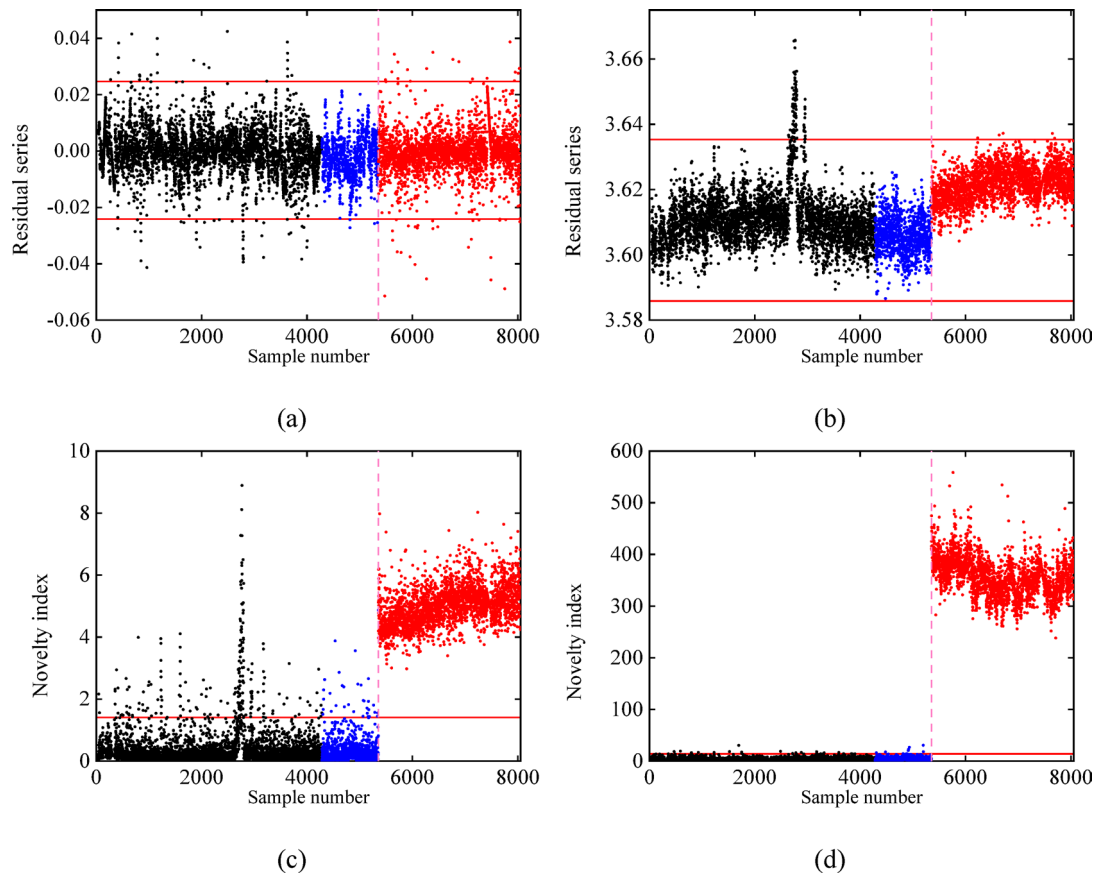 0.04
0.02
0.00
-0.02
-0.04
-0.06
Residual series
0 2000 4000 6000 8000
Sample number
(a)
3.66
3.64
3.62
3.60
3.58
Residual series
0 2000 4000 6000 8000
Sample number
(b)
10
8
6
4
2
0
Novelty index
0 2000 4000 6000 8000
Sample number
(c)
600
500
400
300
200
100
0
Novelty index
0 2000 4000 6000 8000
Sample number
(d)